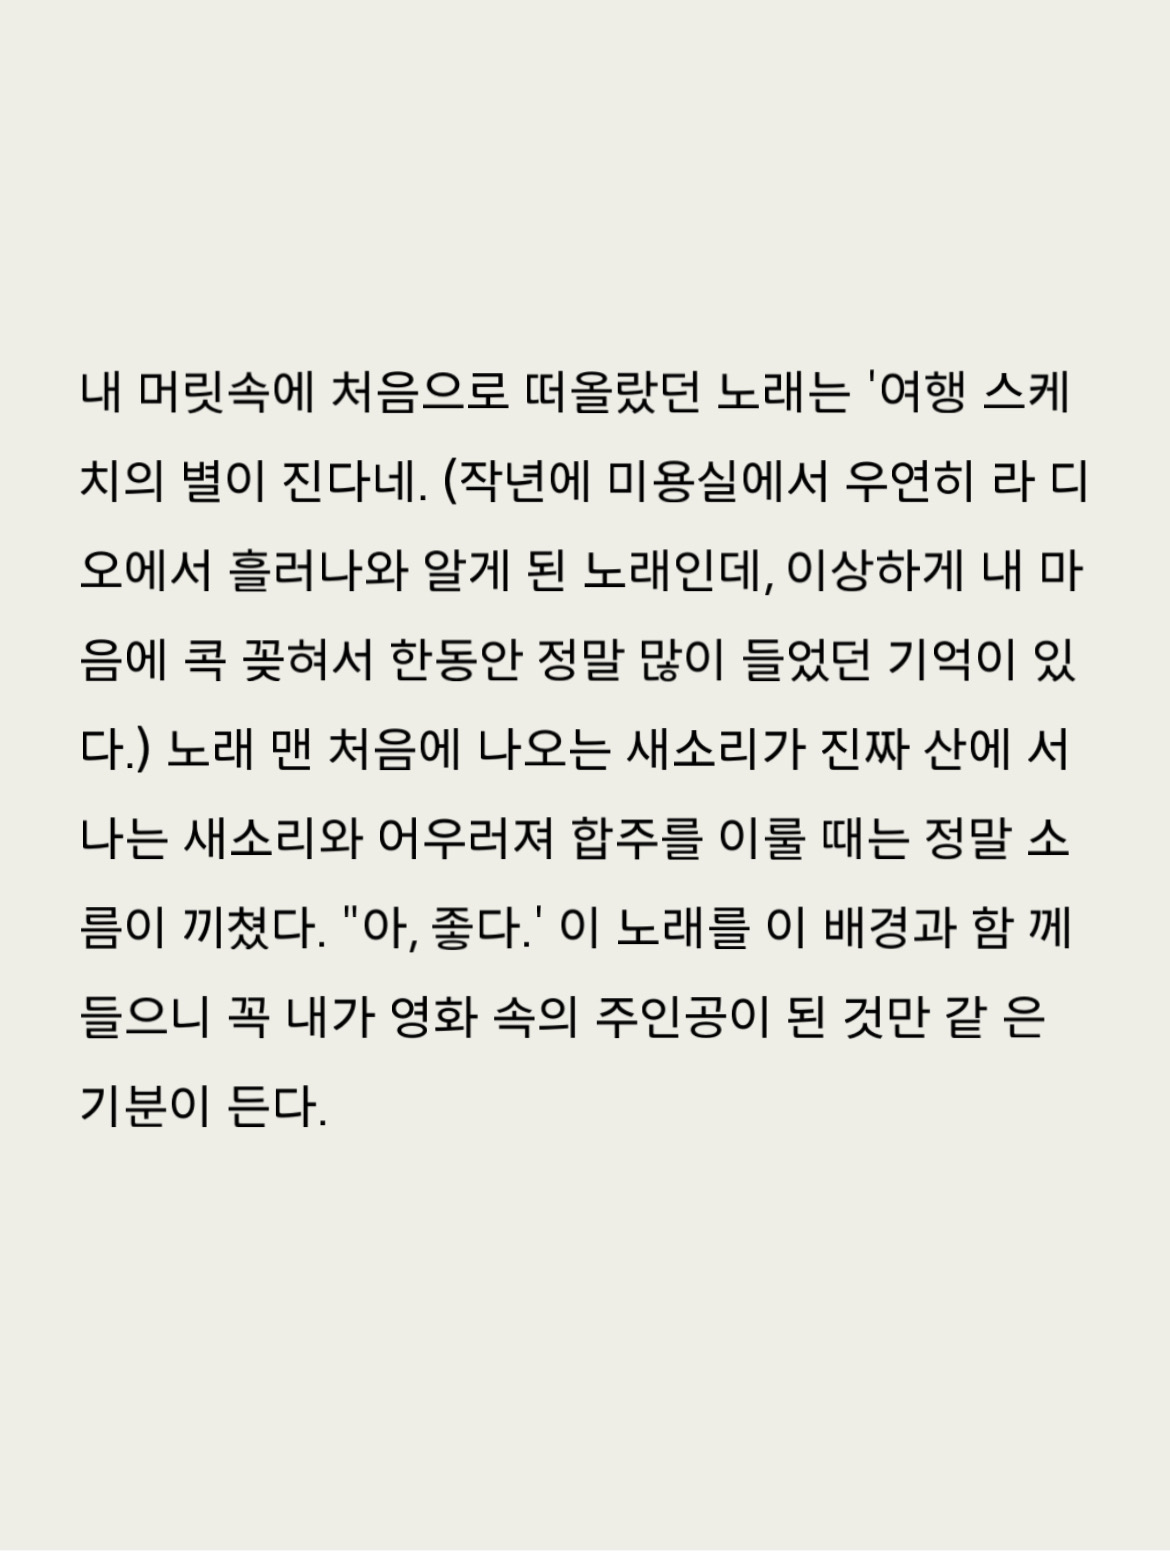 내 머릿속에 처음으로 떠올랐던 노래는 '여행 스케
치의 별이 진다네. (작년에 미용실에서 우연히 라 디
오에서 흘러나와 알게 된 노래인데, 이상하게 내 마
음에 콕 꽂혀서 한동안 정말 많이 들었던 기억이 있
다.) 노래 맨 처음에 나오는 새소리가 진짜 산에 서
나는 새소리와 어우러져 합주를 이룰 때는 정말 소
름이 끼쳤다. "아, 좋다.' 이 노래를 이 배경과 함 께
들으니 꼭 내가 영화 속의 주인공이 된 것만 같 은
기분이 든다.